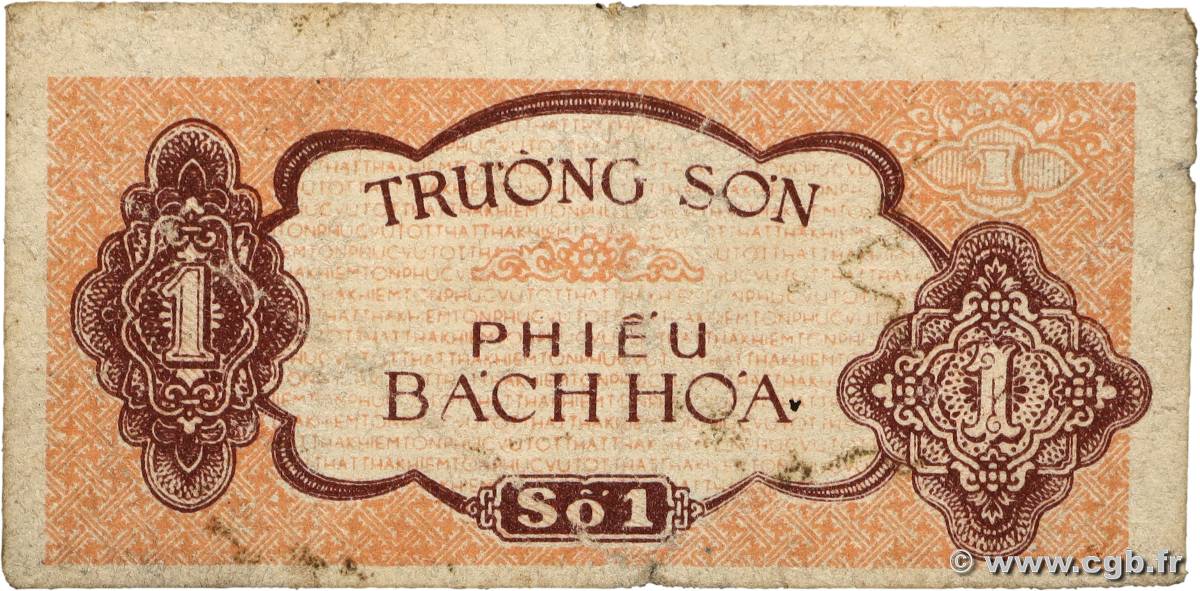 1
TRƯỜNG SƠN
PHIẾU
BÁCH HÓA
1
1
Số 1
© www.cgb.fr